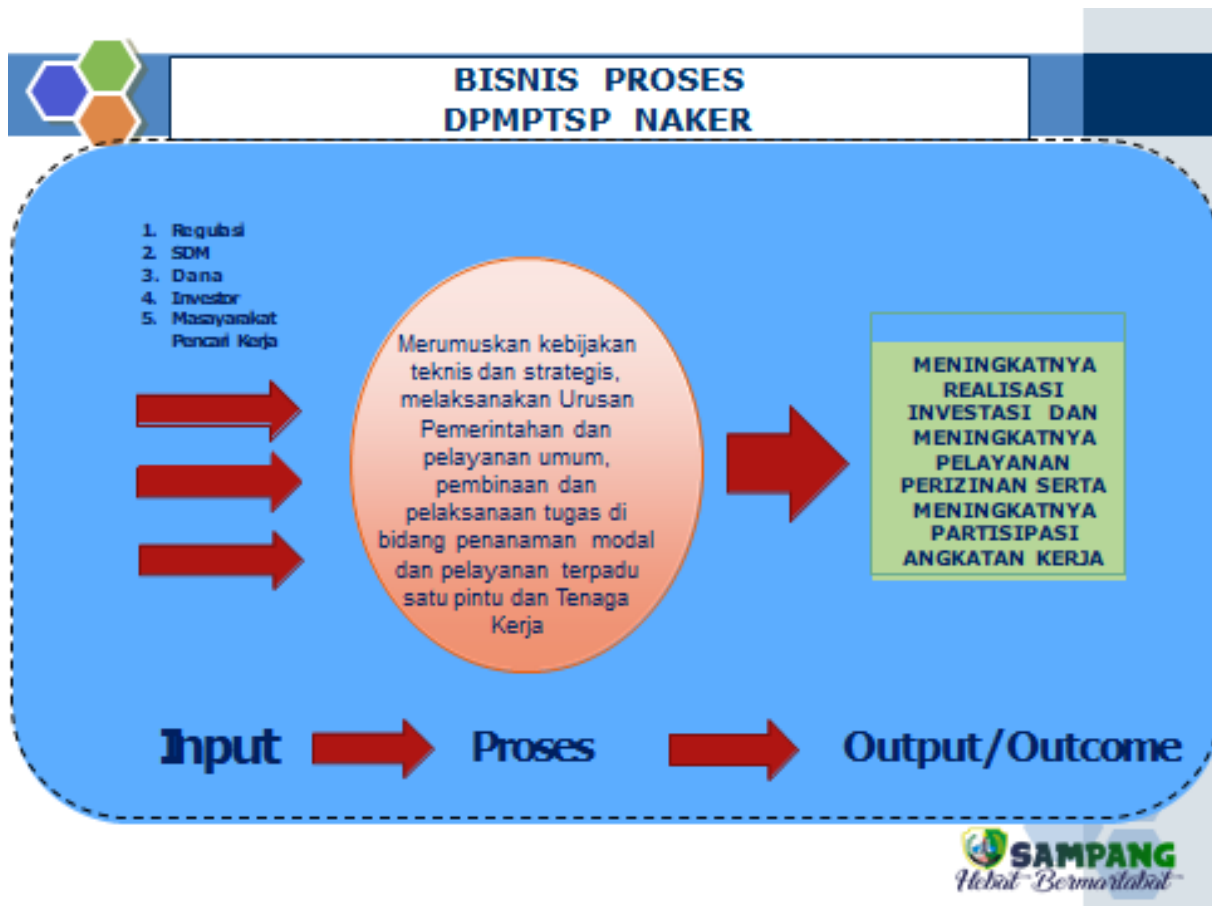 BISNIS PROSES
DPMPTSP NAKER
1. Regulasi
2. SDM
3. Dana
4. Investor
5. Masayarakat
Pencari Kerja
Merumuskan kebijakan
teknis dan strategis,
melaksanakan Urusan
Pemerintahan dan
pelayanan umum,
pembinaan dan
pelaksanaan tugas di
bidang penanaman modal
dan pelayanan terpadu
satu pintu dan Tenaga
Kerja
MENINGKATNYA
REALISASI
INVESTASI DAN
MENINGKATNYA
PELAYANAN
PERIZINAN SERTA
MENINGKATNYA
PARTISIPASI
ANGKATAN KERJA
Input
Proses
Output/Outcome
SAMPANG
Hebat Bermartabat